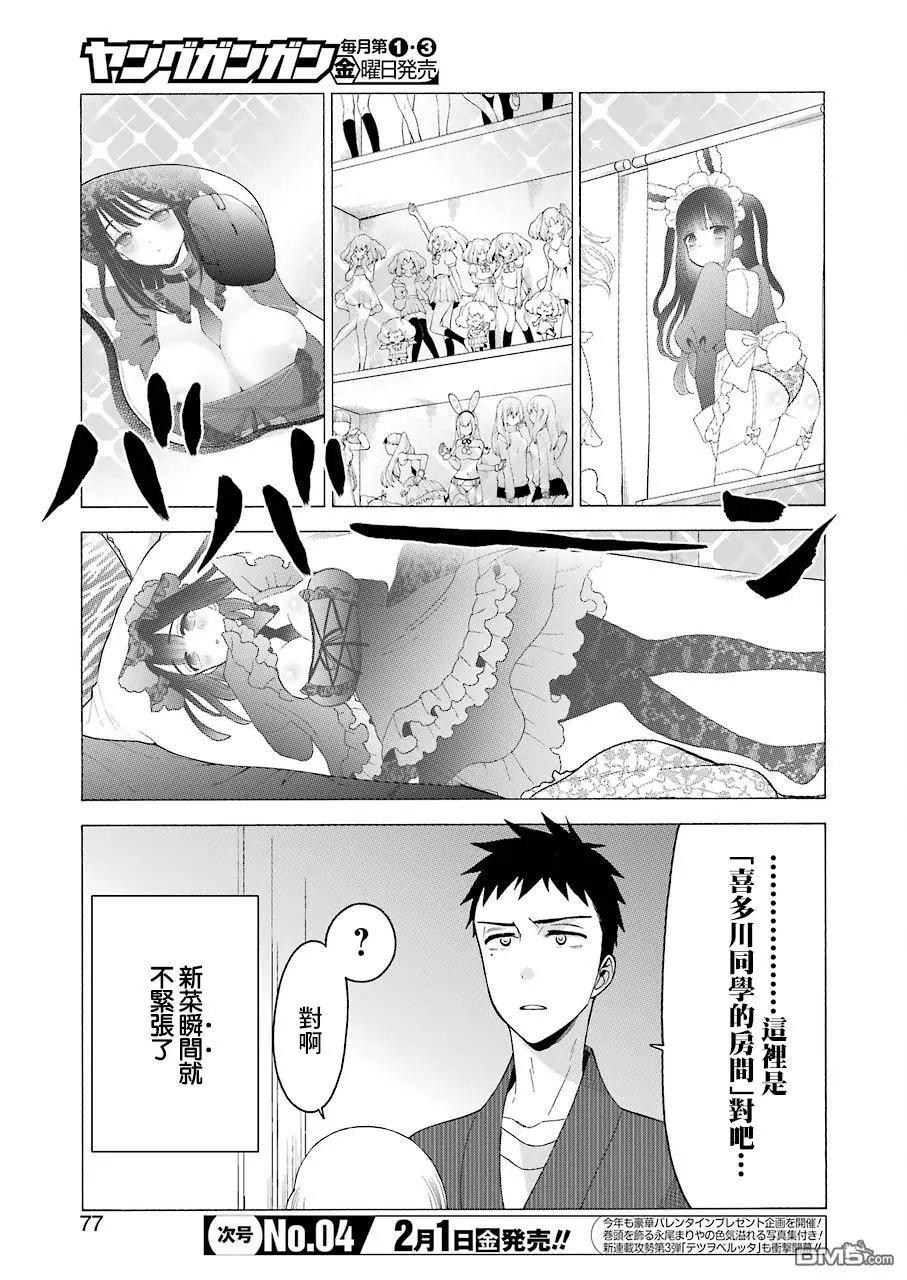 ヤングガンガン
毎月第❶・❸
金曜日発売
バババーン
…………這裡是
「喜多川同學的房間」對吧…
？
對啊
新菜瞬間就
不緊張了
77
次号 No.04 2月1日金発売!!
今年も豪華バレンタインプレゼント企画を開催!
巻頭を飾る永尾まりやの色気溢れる写真集付き!
新連載攻勢第3弾「テツヲベルッタ」も衝撃開幕!!
DM5.com